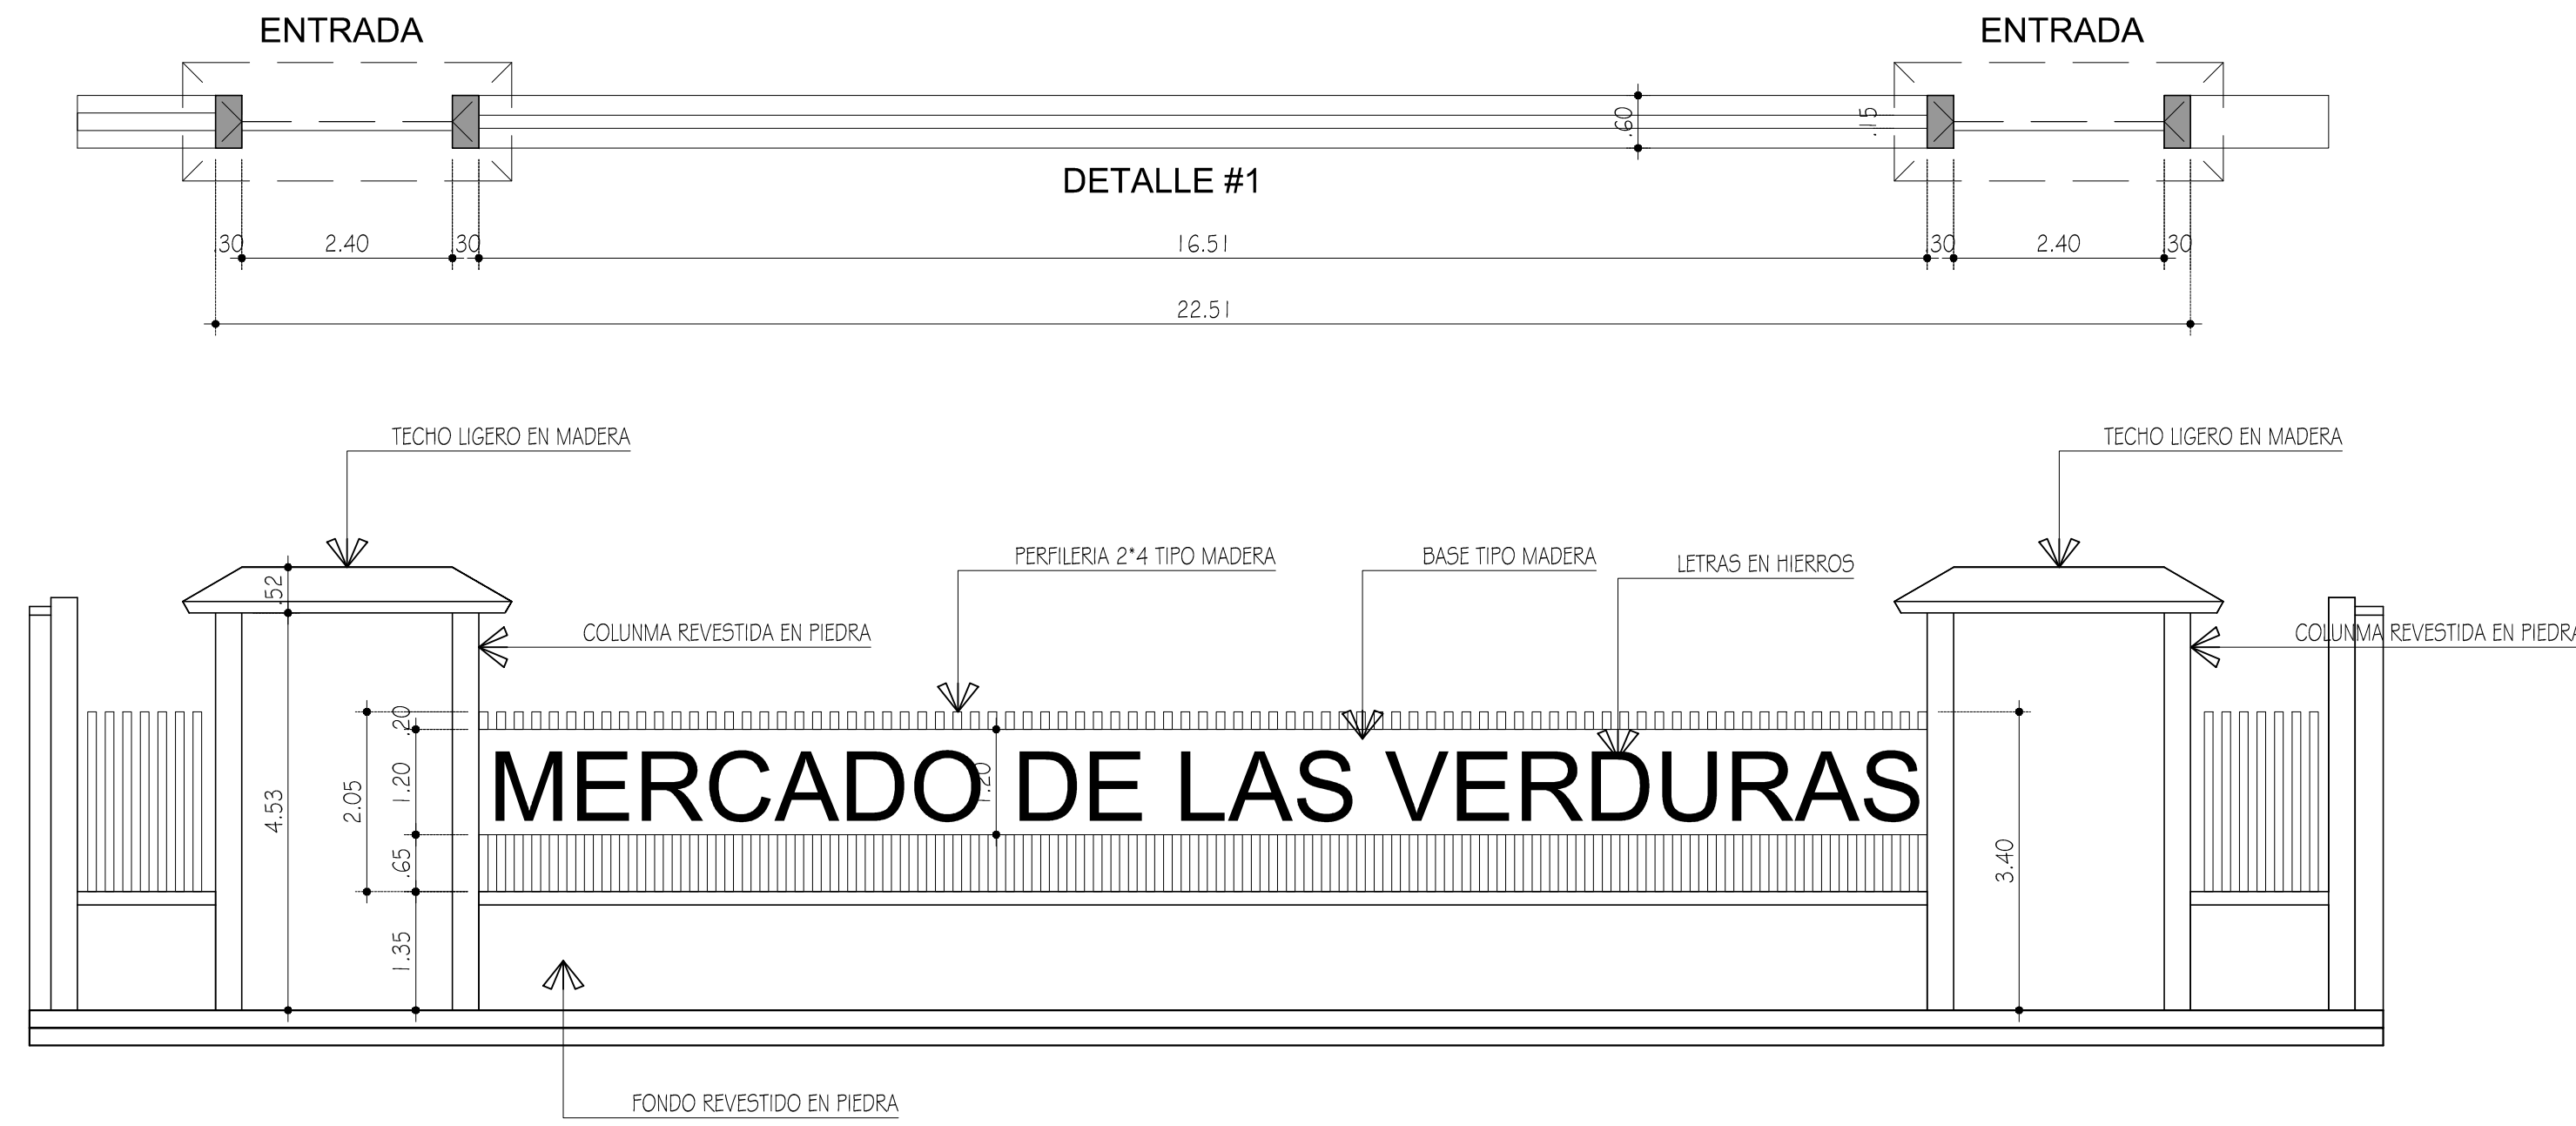 ENTRADA ENTRADA
.60 .15
DETALLE #1
.30 2.40 .30 16.51 .30 2.40 .30
22.51
TECHO LIGERO EN MADERA TECHO LIGERO EN MADERA
PERFILERIA 2*4 TIPO MADERA BASE TIPO MADERA LETRAS EN HIERROS
.52
COLUNMA REVESTIDA EN PIEDRA COLUNMA REVESTIDA EN PIEDRA
.20
MERCADO DE LAS VERDURAS
4.53 2.05 1.20 1.20
.65 3.40
1.35
FONDO REVESTIDO EN PIEDRA